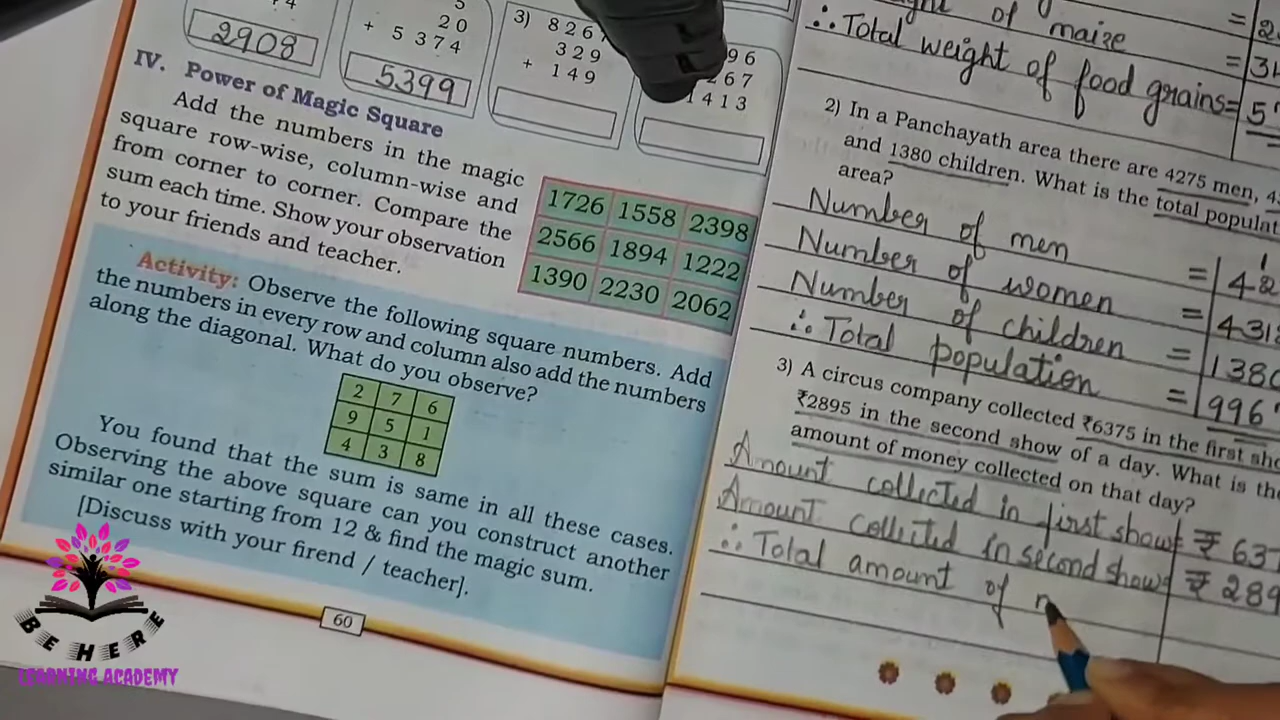 2908
20
+ 5374
5399
3) 826
329
+ 149
96
267
1413
IV. Power of Magic Square
Add the numbers in the magic
square row-wise, column-wise and
from corner to corner. Compare the
sum each time. Show your observation
to your friends and teacher.
1726 1558 2398
2566 1894 1222
1390 2230 2062
Activity: Observe the following square numbers. Add
the numbers in every row and column also add the numbers
along the diagonal. What do you observe?
2 7 6
9 5 1
4 3 8
You found that the sum is same in all these cases.
Observing the above square can you construct another
similar one starting from 12 & find the magic sum.
[Discuss with your firend / teacher].
60
of maize =
∴ Total weight of food grains =
2) In a Panchayath area there are 4275 men,
and 1380 children. What is the total
area?
Number of men =
Number of women =
Number of children =
∴ Total population =
3) A circus company collected ₹6375 in the first
₹2895 in the second show of a day. What is the
amount of money collected on that day?
Amount collected in first show = ₹
Amount collected in second show = ₹
∴ Total amount of
BE HERE
LEARNING ACADEMY